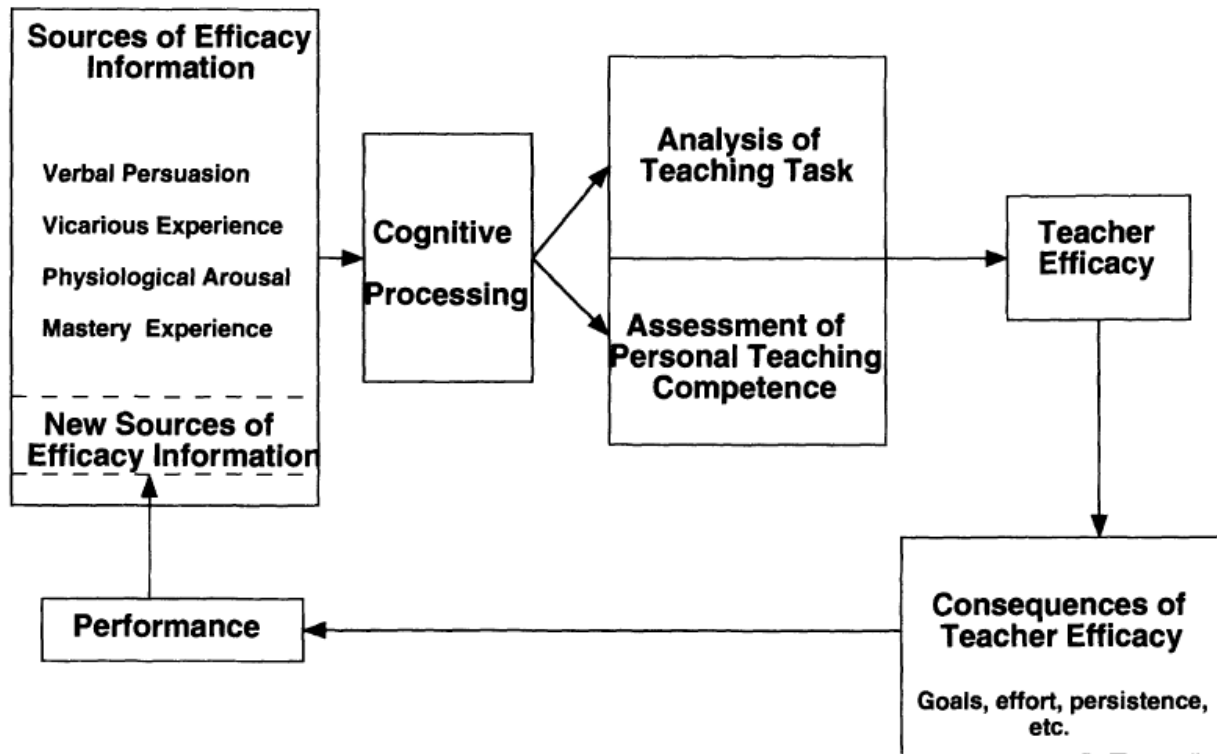 Sources of Efficacy
Information
Verbal Persuasion
Vicarious Experience
Physiological Arousal
Mastery Experience
New Sources of
Efficacy Information
Cognitive
Processing
Analysis of
Teaching Task
Assessment of
Personal Teaching
Competence
Teacher
Efficacy
Consequences of
Teacher Efficacy
Goals, effort, persistence,
etc.
Performance